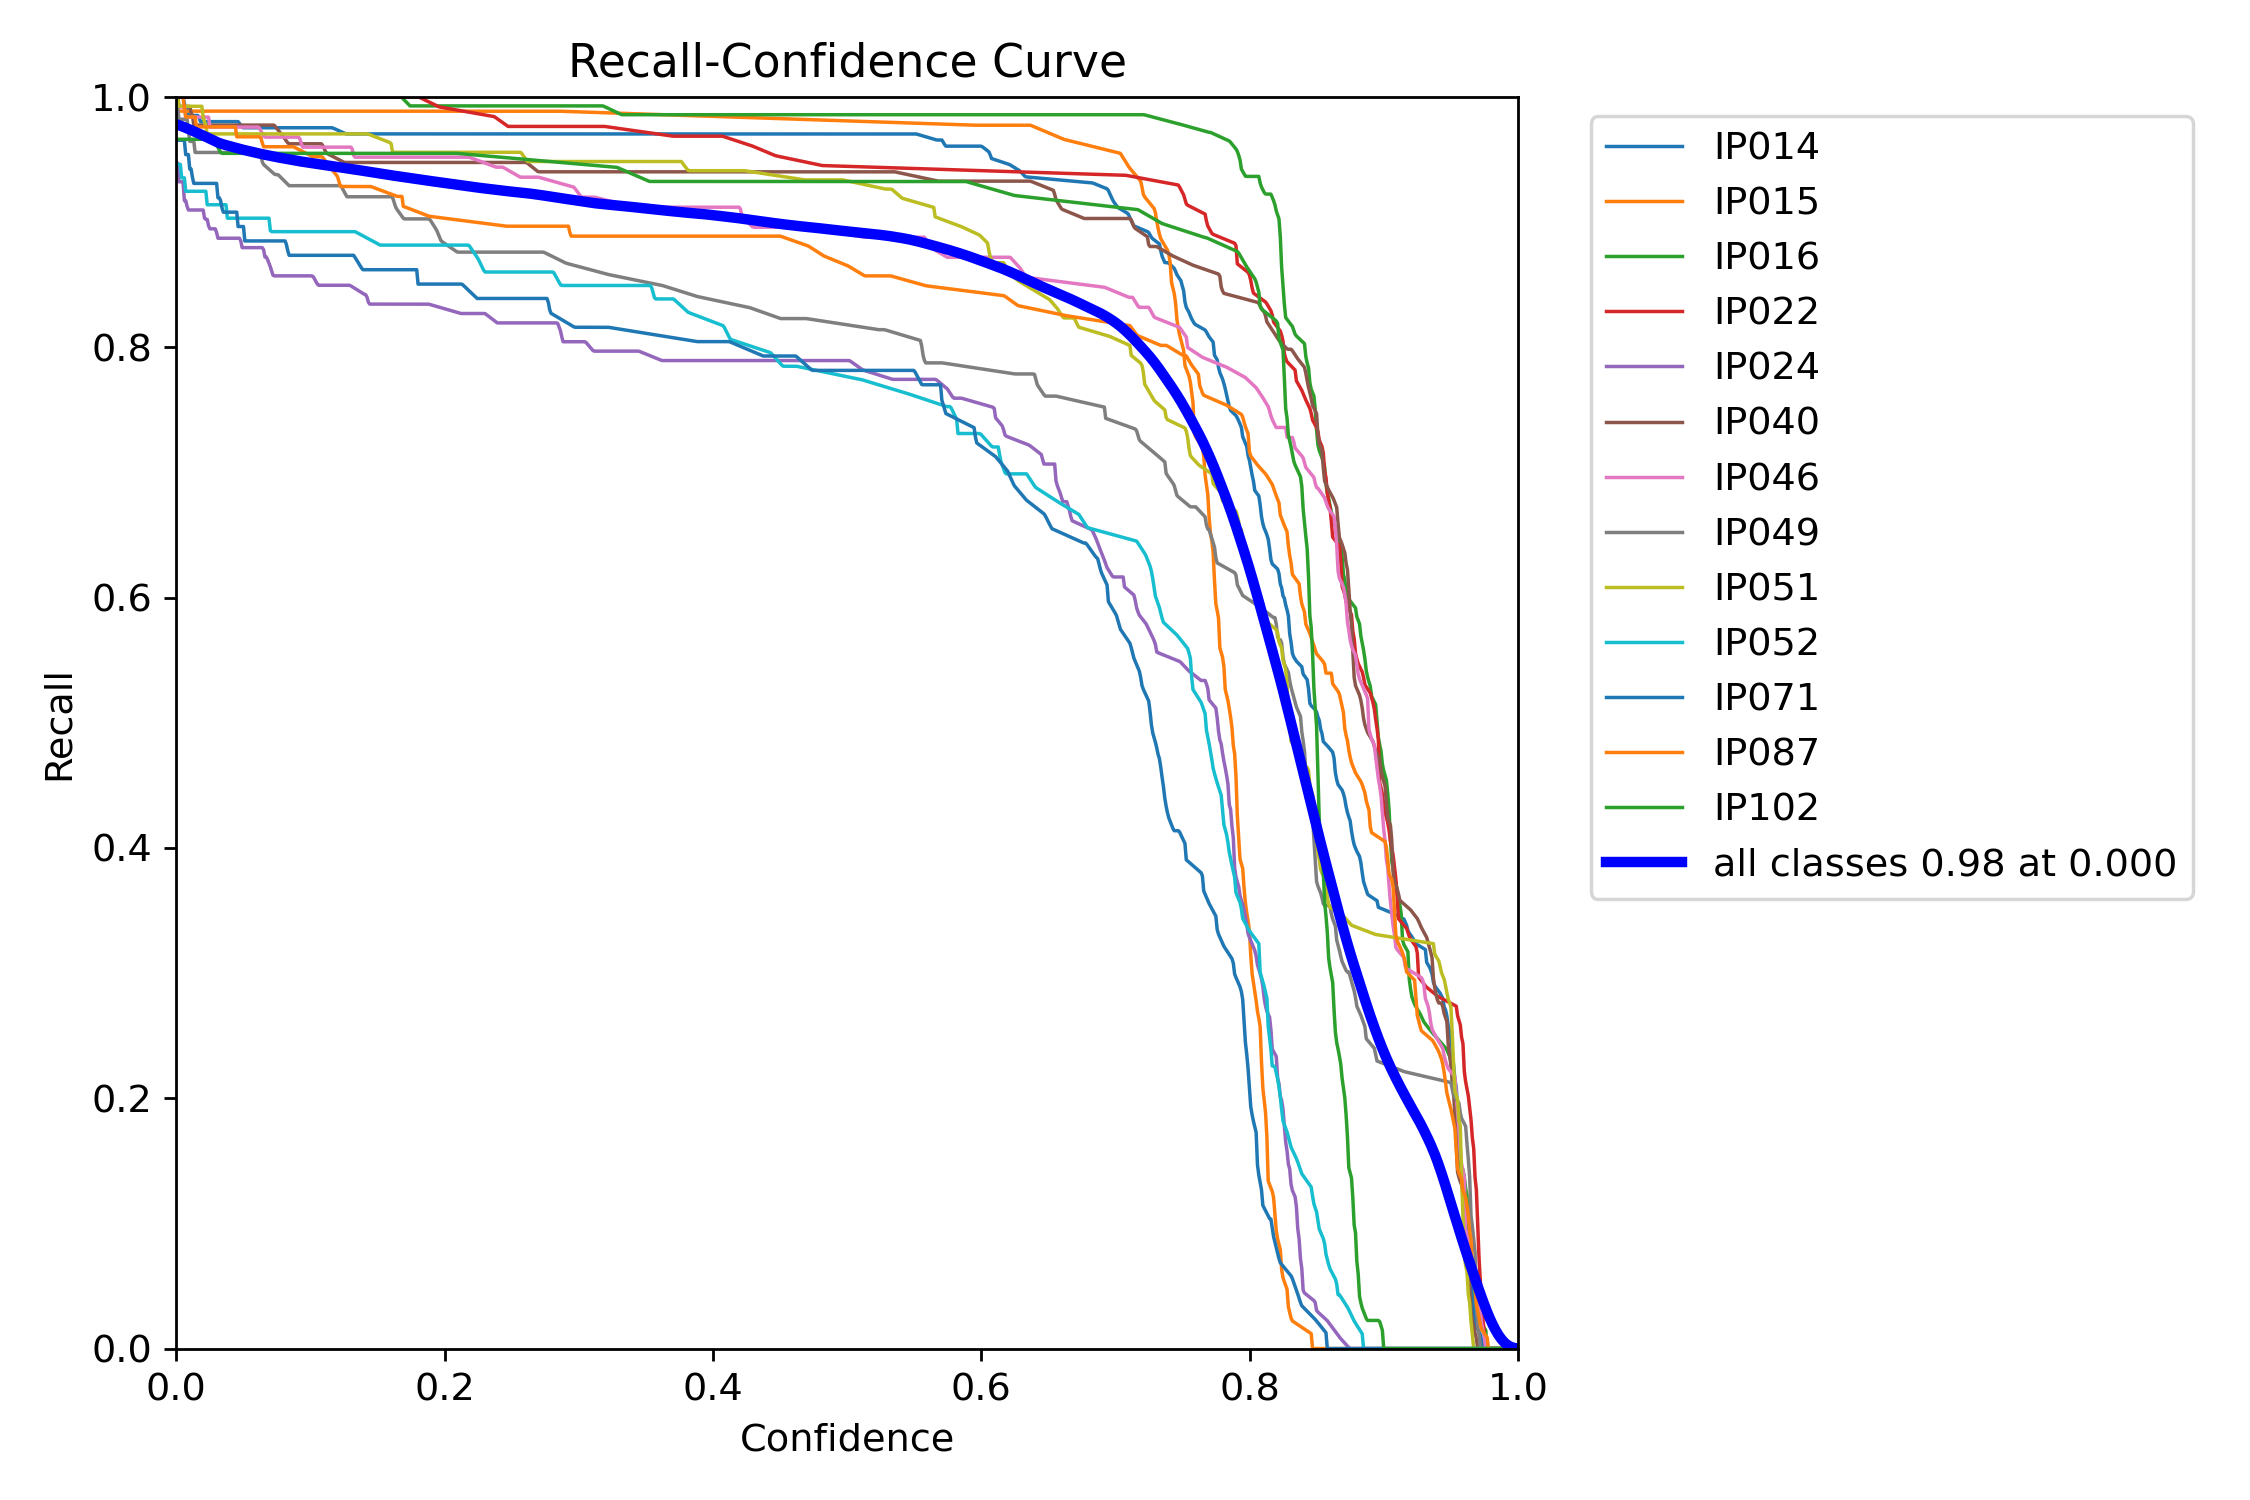 Recall-Confidence Curve
1.0
0.8
0.6
0.4
0.2
0.0
Recall
0.0 0.2 0.4 0.6 0.8 1.0
Confidence
IP014
IP015
IP016
IP022
IP024
IP040
IP046
IP049
IP051
IP052
IP071
IP087
IP102
all classes 0.98 at 0.000